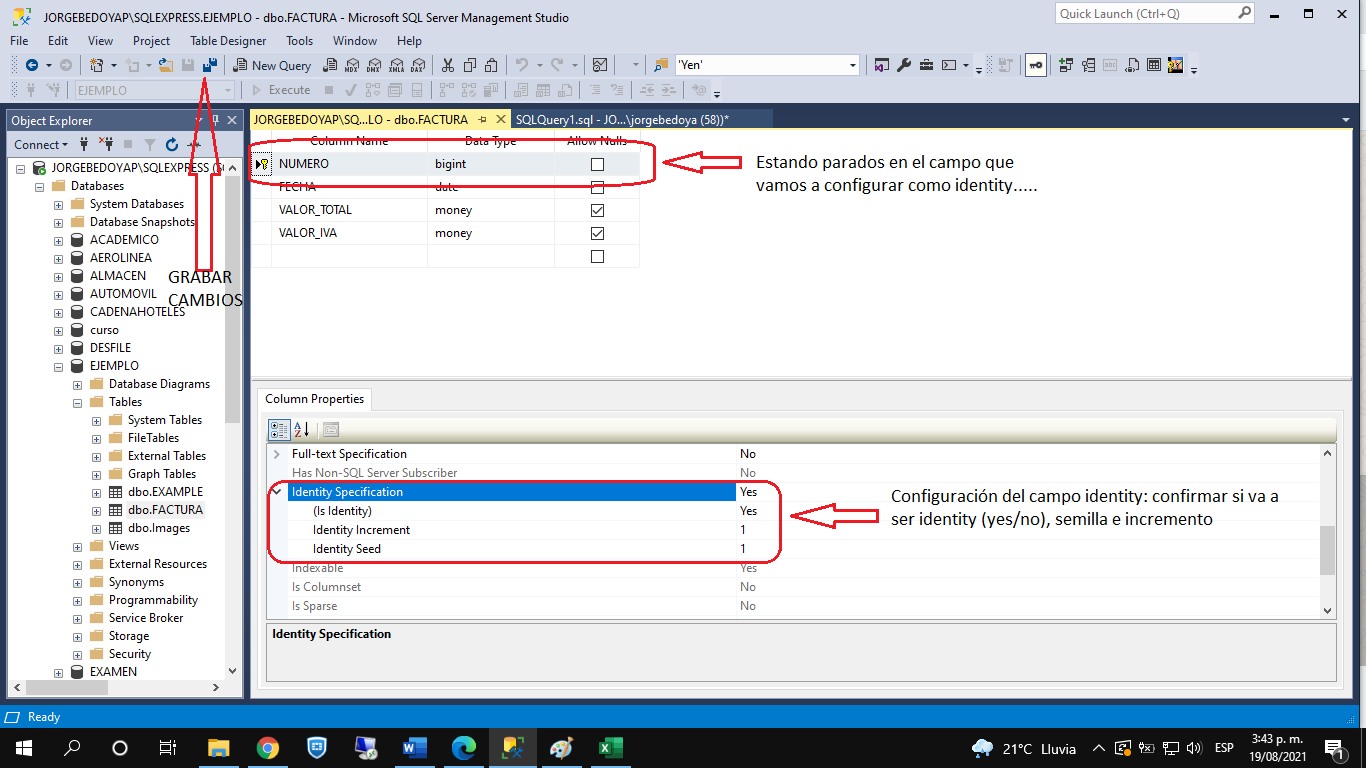 JORGEBEDOYAP\SQLEXPRESS.EJEMPLO - dbo.FACTURA - Microsoft SQL Server Management Studio
Quick Launch (Ctrl+Q)
File Edit View Project Table Designer Tools Window Help
New Query MDX DMX XMLA DAX 'Yen'
EJEMPLO Execute
Object Explorer
Connect
JORGEBEDOYAP\SQLEXPRESS
Databases
System Databases
Database Snapshots
ACADEMICO
AEROLINEA
ALMACEN
AUTOMOVIL
CADENAHOTELES
curso
DESFILE
EJEMPLO
Database Diagrams
Tables
System Tables
FileTables
External Tables
Graph Tables
dbo.EXAMPLE
dbo.FACTURA
dbo.Images
Views
External Resources
Synonyms
Programmability
Service Broker
Storage
Security
EXAMEN
GRABAR
CAMBIOS
JORGEBEDOYAP\SQ...LO - dbo.FACTURA SQLQuery1.sql - JO...\jorgebedoya (58))*
Column Name Data Type Allow Nulls
NUMERO bigint
FECHA date
VALOR_TOTAL money
VALOR_IVA money
Estando parados en el campo que
vamos a configurar como identity.....
Column Properties
Full-text Specification No
Has Non-SQL Server Subscriber No
Identity Specification Yes
(Is Identity) Yes
Identity Increment 1
Identity Seed 1
Indexable Yes
Is Columnset No
Is Sparse No
Configuración del campo identity: confirmar si va a
ser identity (yes/no), semilla e incremento
Identity Specification
Ready
21°C Lluvia ESP 3:43 p. m.
19/08/2021
1